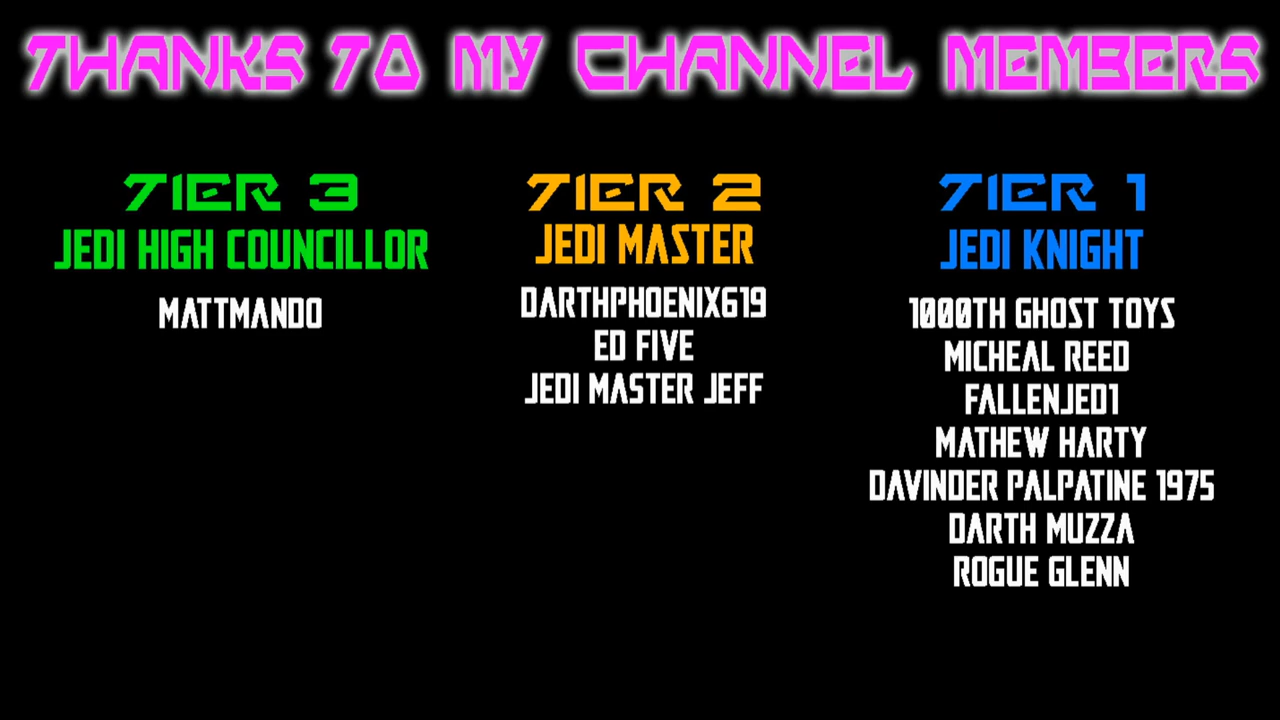 THANKS TO MY CHANNEL MEMBERS
TIER 3
JEDI HIGH COUNCILLOR
MATTMANDO
TIER 2
JEDI MASTER
DARTHPHOENIX619
ED FIVE
JEDI MASTER JEFF
TIER 1
JEDI KNIGHT
1000TH GHOST TOYS
MICHEAL REED
FALLENJED1
MATHEW HARTY
DAVINDER PALPATINE 1975
DARTH MUZZA
ROGUE GLENN